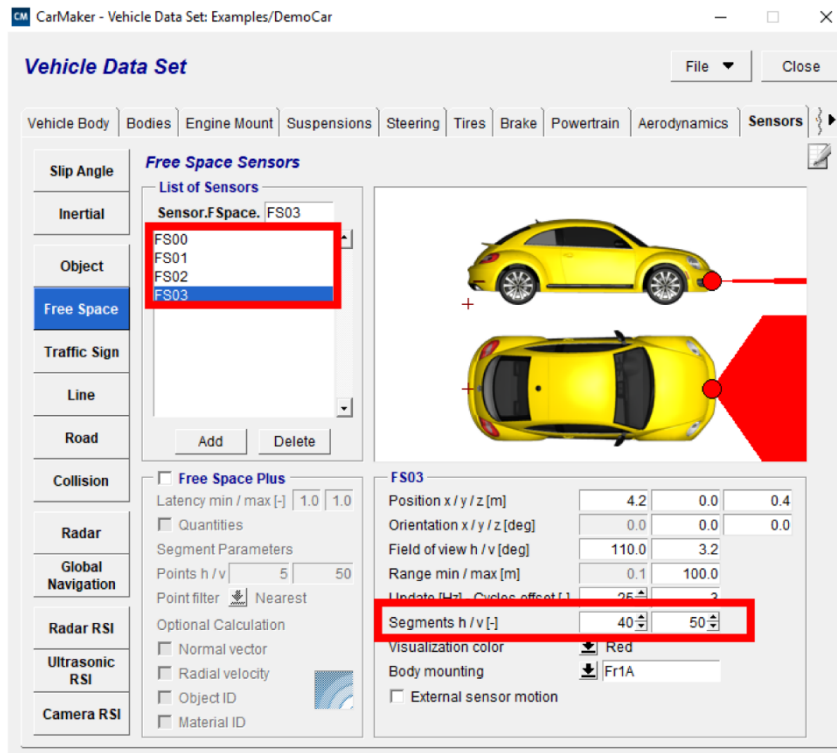 CM CarMaker - Vehicle Data Set: Examples/DemoCar
Vehicle Data Set
File
Close
Vehicle Body Bodies Engine Mount Suspensions Steering Tires Brake Powertrain Aerodynamics Sensors
Slip Angle
Inertial
Object
Free Space
Traffic Sign
Line
Road
Collision
Radar
Global
Navigation
Radar RSI
Ultrasonic
RSI
Camera RSI
Free Space Sensors
List of Sensors
Sensor.FSpace. FS03
FS00
FS01
FS02
FS03
Add Delete
Free Space Plus
Latency min / max [-] 1.0 1.0
Quantities
Segment Parameters
Points h / v 5 50
Point filter Nearest
Optional Calculation
Normal vector
Radial velocity
Object ID
Material ID
FS03
Position x / y / z [m] 4.2 0.0 0.4
Orientation x / y / z [deg] 0.0 0.0 0.0
Field of view h / v [deg] 110.0 3.2
Range min / max [m] 0.1 100.0
Update [Hz] - Cycles offset [-] 25 3
Segments h / v [-] 40 50
Visualization color Red
Body mounting Fr1A
External sensor motion